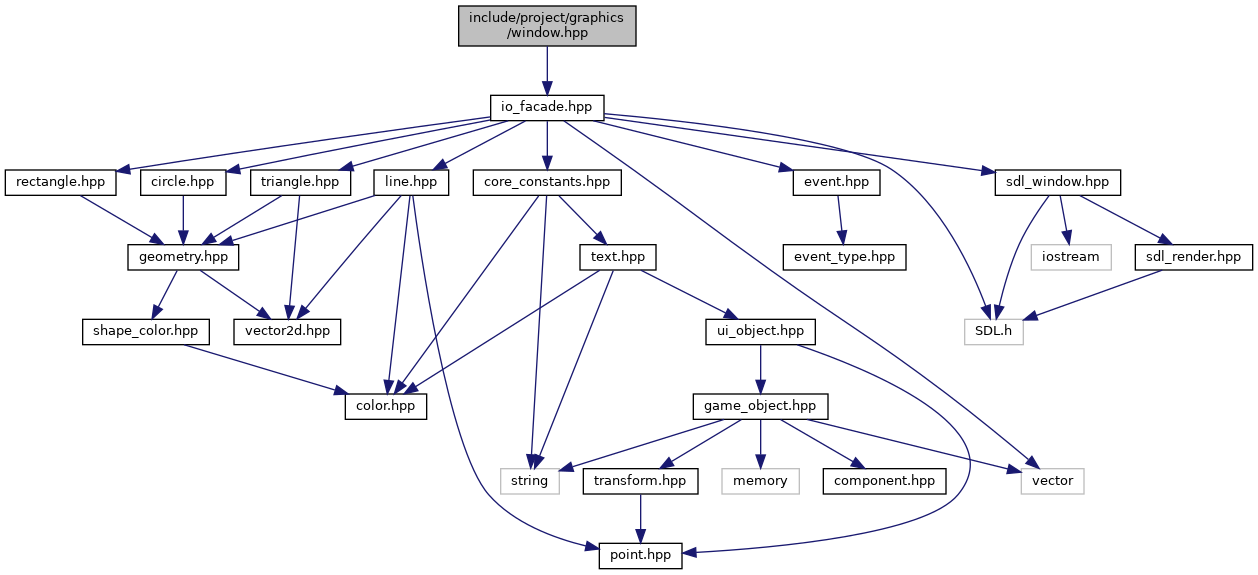 include/project/graphics
/window.hpp
io_facade.hpp
rectangle.hpp
circle.hpp
triangle.hpp
line.hpp
core_constants.hpp
event.hpp
sdl_window.hpp
geometry.hpp
text.hpp
event_type.hpp
iostream
sdl_render.hpp
shape_color.hpp
vector2d.hpp
ui_object.hpp
SDL.h
color.hpp
game_object.hpp
string
transform.hpp
memory
component.hpp
vector
point.hpp